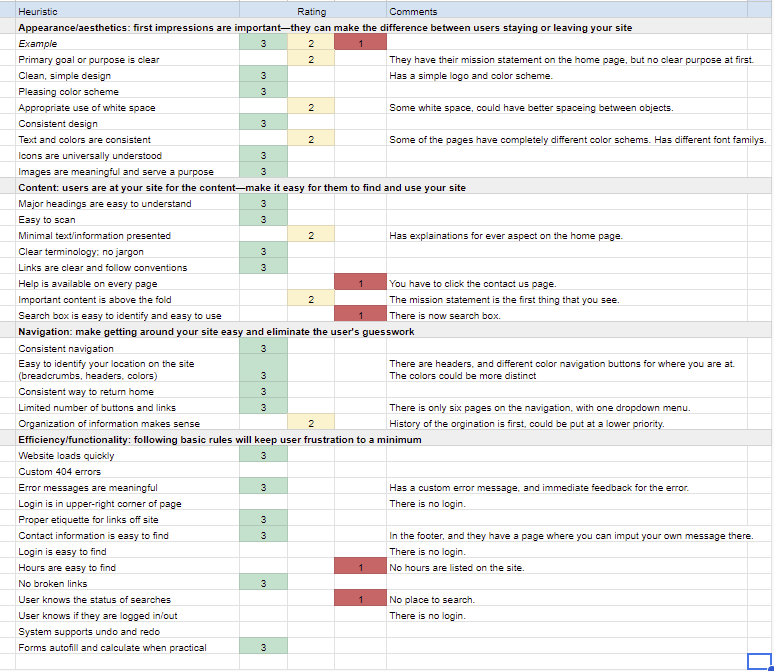 Heuristic Rating Comments
Appearance/aesthetics: first impressions are important—they can make the difference between users staying or leaving your site
Example 3 2 1
Primary goal or purpose is clear 2 They have their mission statement on the home page, but no clear purpose at first.
Clean, simple design 3 Has a simple logo and color scheme.
Pleasing color scheme 3
Appropriate use of white space 2 Some white space, could have better spaceing between objects.
Consistent design 3
Text and colors are consistent 2 Some of the pages have completely different color schems. Has different font familys.
Icons are universally understood 3
Images are meaningful and serve a purpose 3
Content: users are at your site for the content—make it easy for them to find and use your site
Major headings are easy to understand 3
Easy to scan 3
Minimal text/information presented 2 Has explainations for ever aspect on the home page.
Clear terminology; no jargon 3
Links are clear and follow conventions 3
Help is available on every page 1 You have to click the contact us page.
Important content is above the fold 2 The mission statement is the first thing that you see.
Search box is easy to identify and easy to use 1 There is now search box.
Navigation: make getting around your site easy and eliminate the user's guesswork
Consistent navigation 3
Easy to identify your location on the site There are headers, and different color navigation buttons for where you are at.
(breadcrumbs, headers, colors) 3 The colors could be more distinct
Consistent way to return home 3
Limited number of buttons and links 3 There is only six pages on the navigation, with one dropdown menu.
Organization of information makes sense 2 History of the orgination is first, could be put at a lower priority.
Efficiency/functionality: following basic rules will keep user frustration to a minimum
Website loads quickly 3
Custom 404 errors
Error messages are meaningful 3 Has a custom error message, and immediate feedback for the error.
Login is in upper-right corner of page There is no login.
Proper etiquette for links off site 3
Contact information is easy to find 3 In the footer, and they have a page where you can imput your own message there.
Login is easy to find There is no login.
Hours are easy to find 1 No hours are listed on the site.
No broken links 3
User knows the status of searches 1 No place to search.
User knows if they are logged in/out There is no login.
System supports undo and redo
Forms autofill and calculate when practical 3